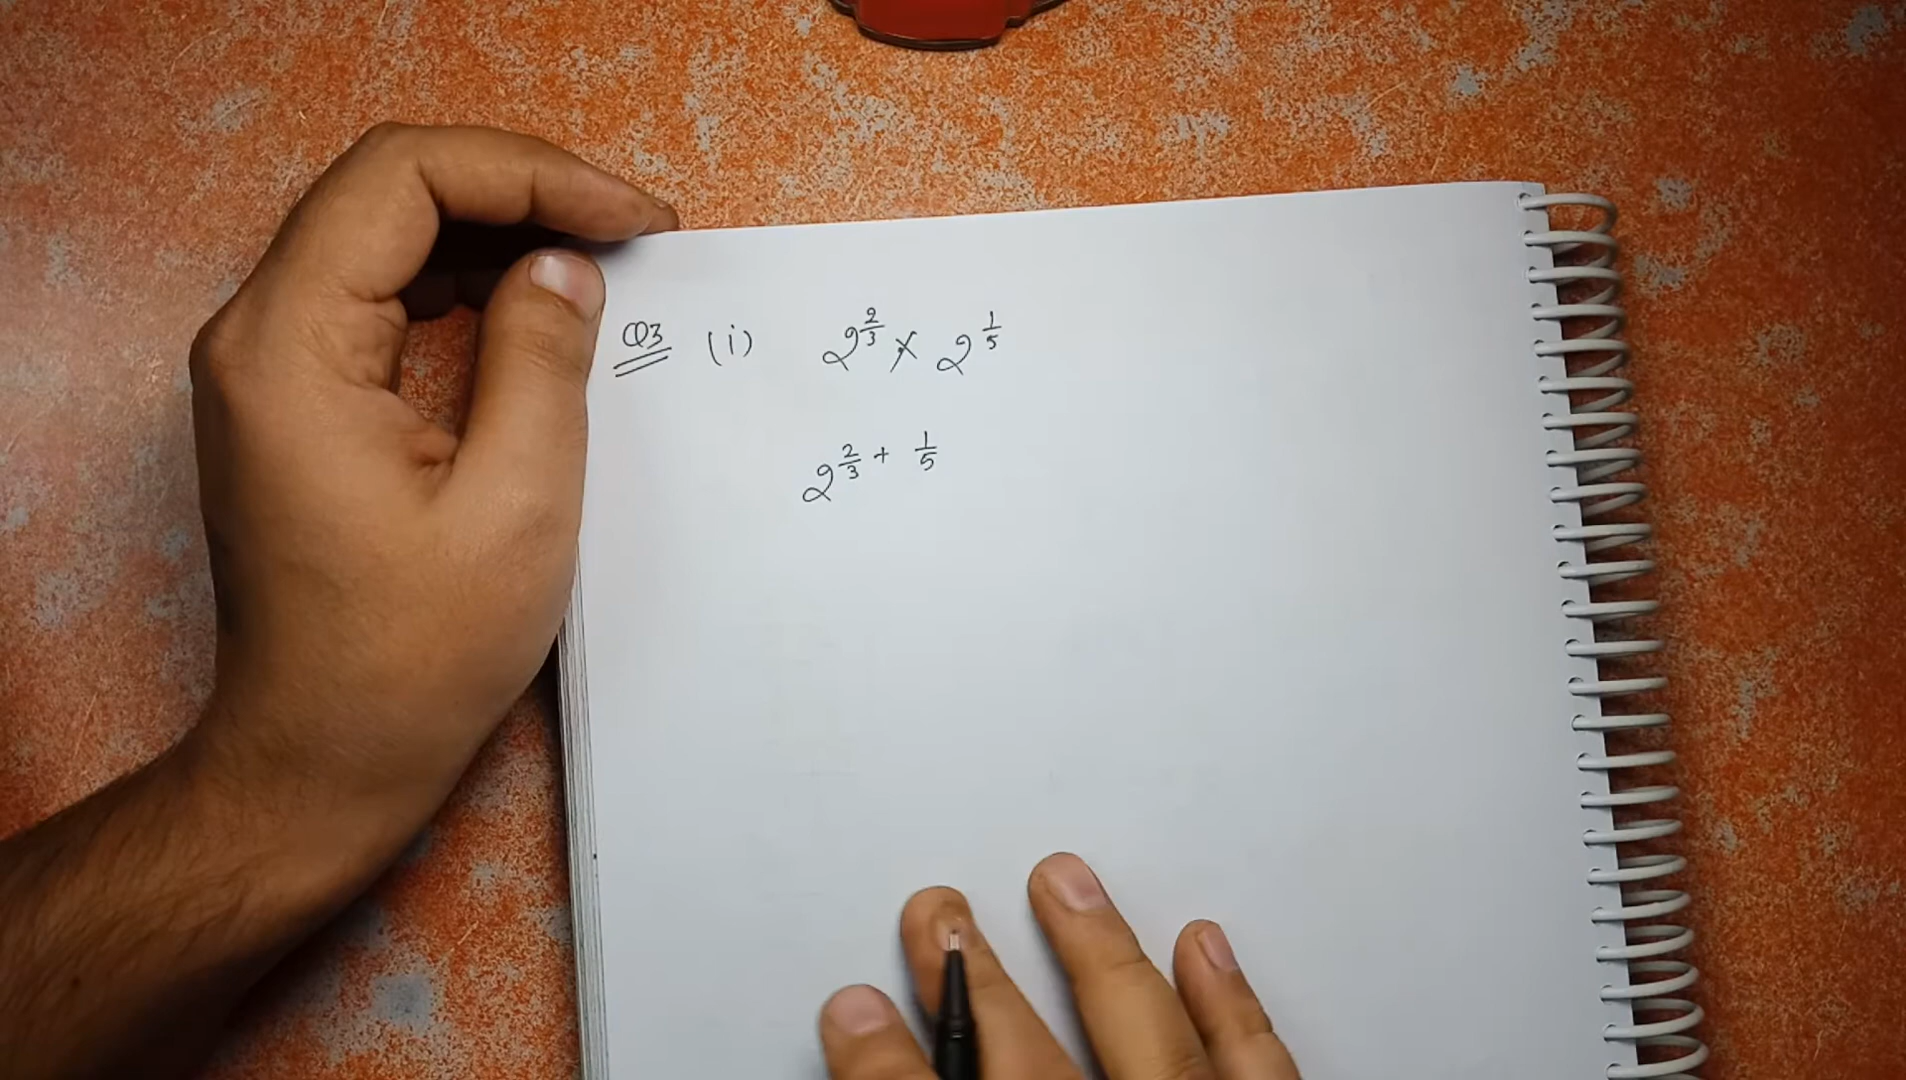 Q3 (i) 2^{2/3} × 2^{1/5}
2^{2/3 + 1/5}